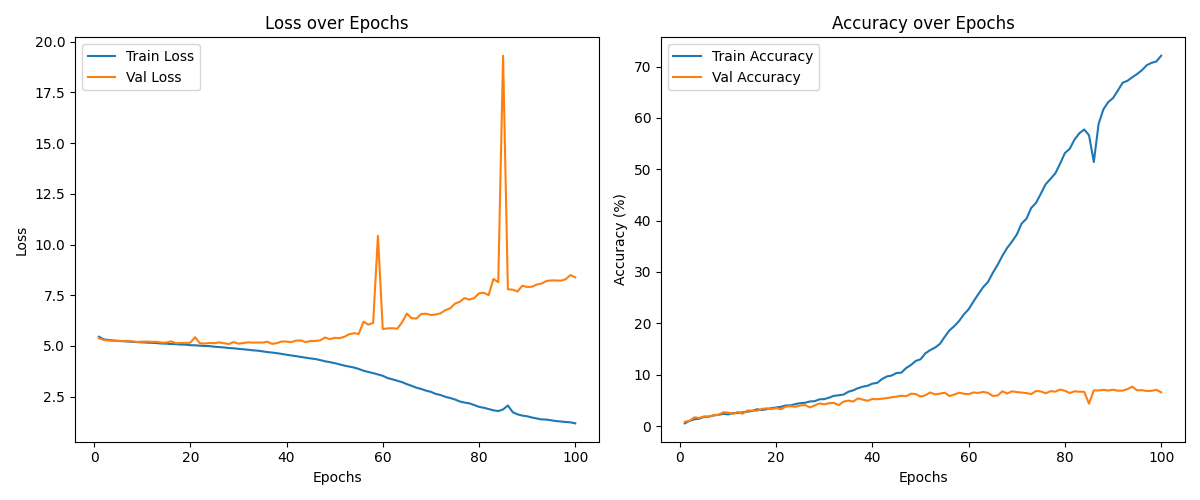 Loss over Epochs
Train Loss
Val Loss
20.0
17.5
15.0
12.5
10.0
7.5
5.0
2.5
Loss
0
20
40
60
80
100
Epochs
Accuracy over Epochs
Train Accuracy
Val Accuracy
70
60
50
40
30
20
10
0
Accuracy (%)
0
20
40
60
80
100
Epochs